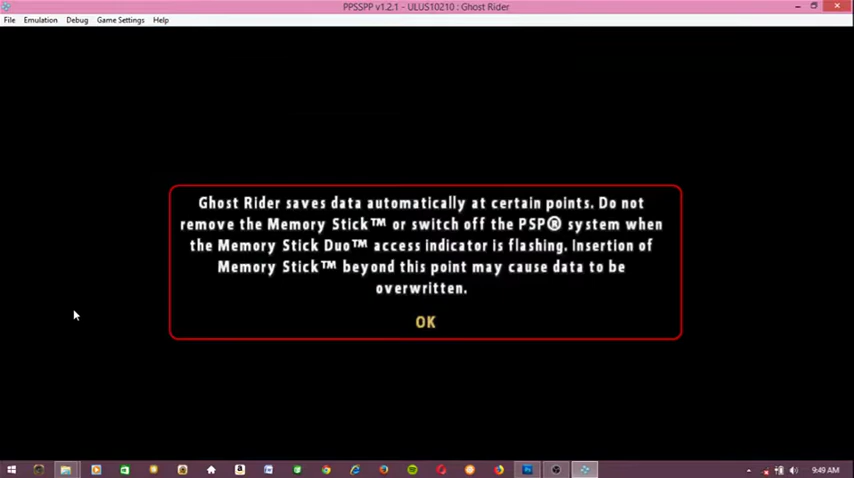 PPSSPP v1.2.1 - ULUS10210 : Ghost Rider
File Emulation Debug Game Settings Help
Ghost Rider saves data automatically at certain points. Do not
remove the Memory Stick™ or switch off the PSP® system when
the Memory Stick Duo™ access indicator is flashing. Insertion of
Memory Stick™ beyond this point may cause data to be
overwritten.
OK
9:49 AM